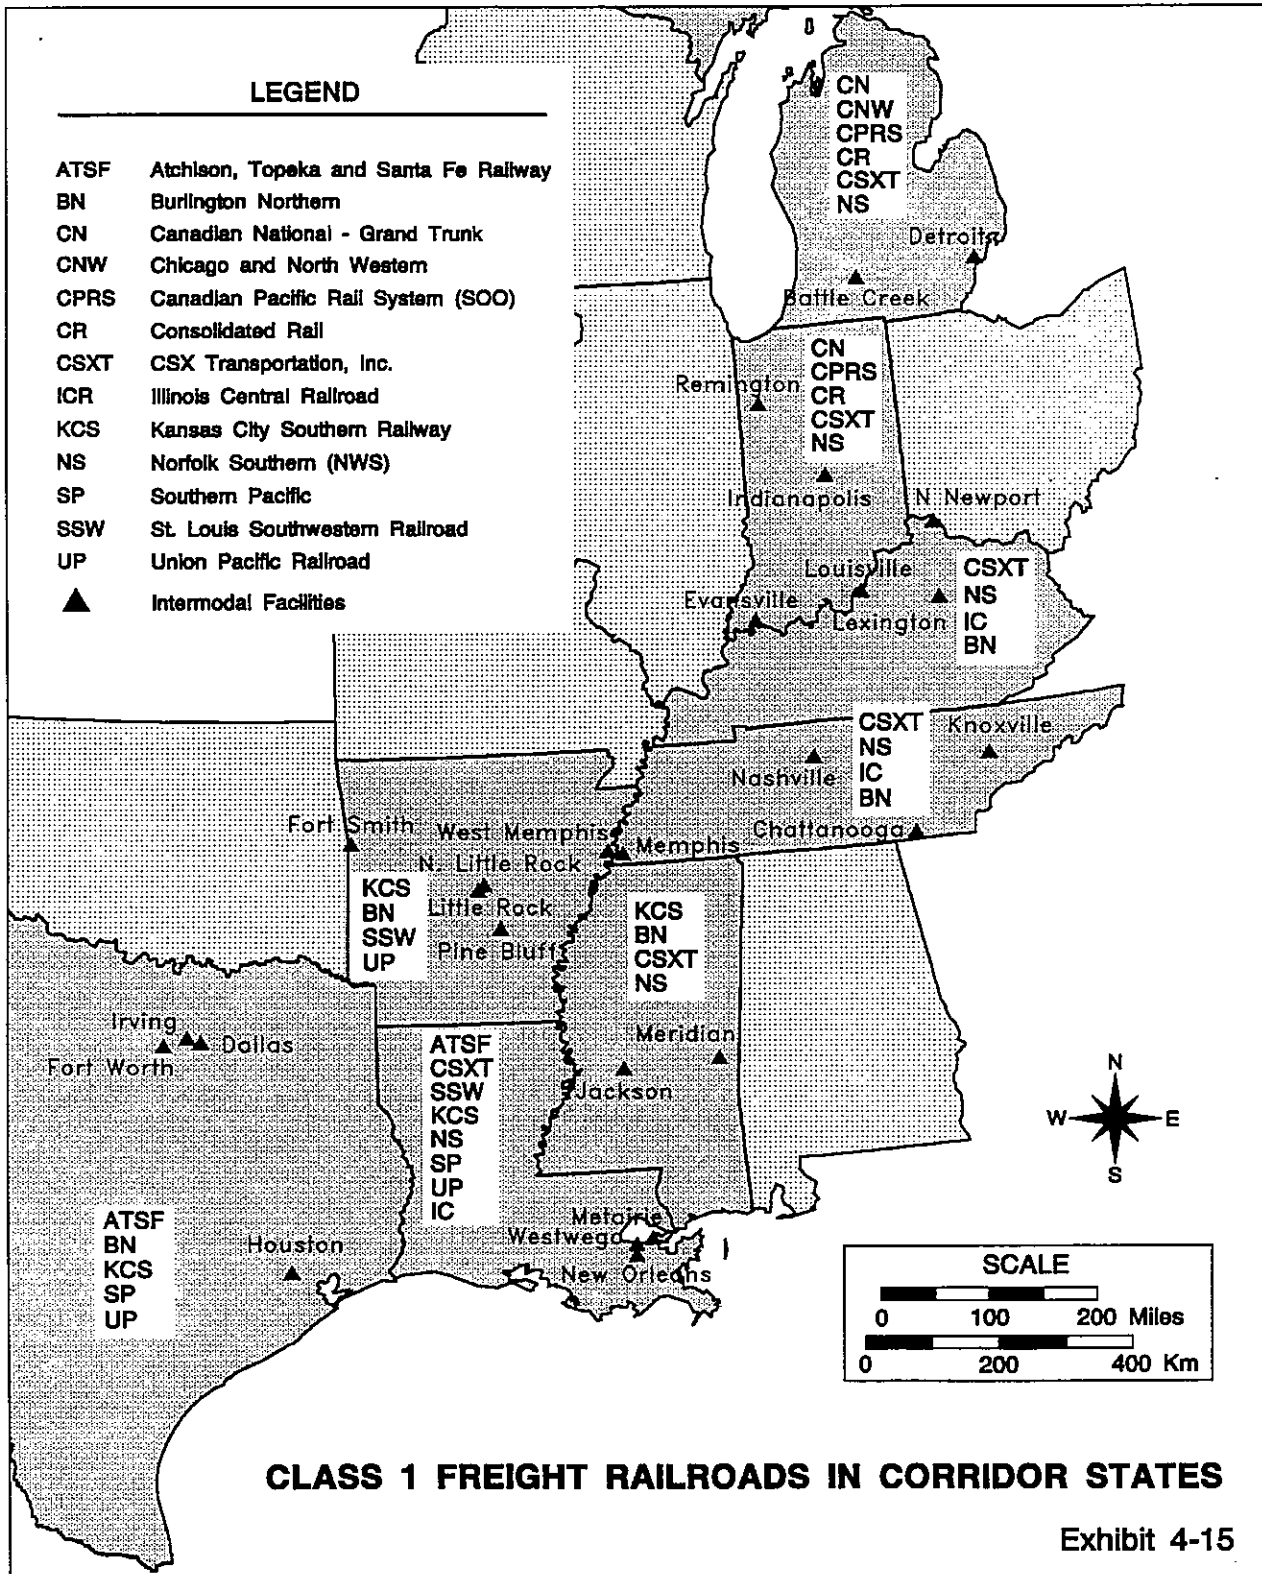 LEGEND
ATSF Atchison, Topeka and Santa Fe Railway
BN Burlington Northern
CN Canadian National - Grand Trunk
CNW Chicago and North Western
CPRS Canadian Pacific Rail System (SOO)
CR Consolidated Rail
CSXT CSX Transportation, Inc.
ICR Illinois Central Railroad
KCS Kansas City Southern Railway
NS Norfolk Southern (NWS)
SP Southern Pacific
SSW St. Louis Southwestern Railroad
UP Union Pacific Railroad
Intermodal Facilities
CN
CNW
CPRS
CR
CSXT
NS
Detroit
Battle Creek
CN
CPRS
CR
CSXT
NS
Remington
Indianapolis
N Newport
Louisville
Evansville
Lexington
CSXT
NS
IC
BN
CSXT
NS
IC
BN
Knoxville
Nashville
Chattanooga
Fort Smith
West Memphis
Memphis
N. Little Rock
Little Rock
Pine Bluff
KCS
BN
SSW
UP
KCS
BN
CSXT
NS
Meridian
Jackson
Irving
Dallas
Fort Worth
ATSF
CSXT
SSW
KCS
NS
SP
UP
IC
Metairie
Westwego
New Orleans
ATSF
BN
KCS
SP
UP
Houston
N
W E
S
SCALE
0 100 200 Miles
0 200 400 Km
CLASS 1 FREIGHT RAILROADS IN CORRIDOR STATES
Exhibit 4-15